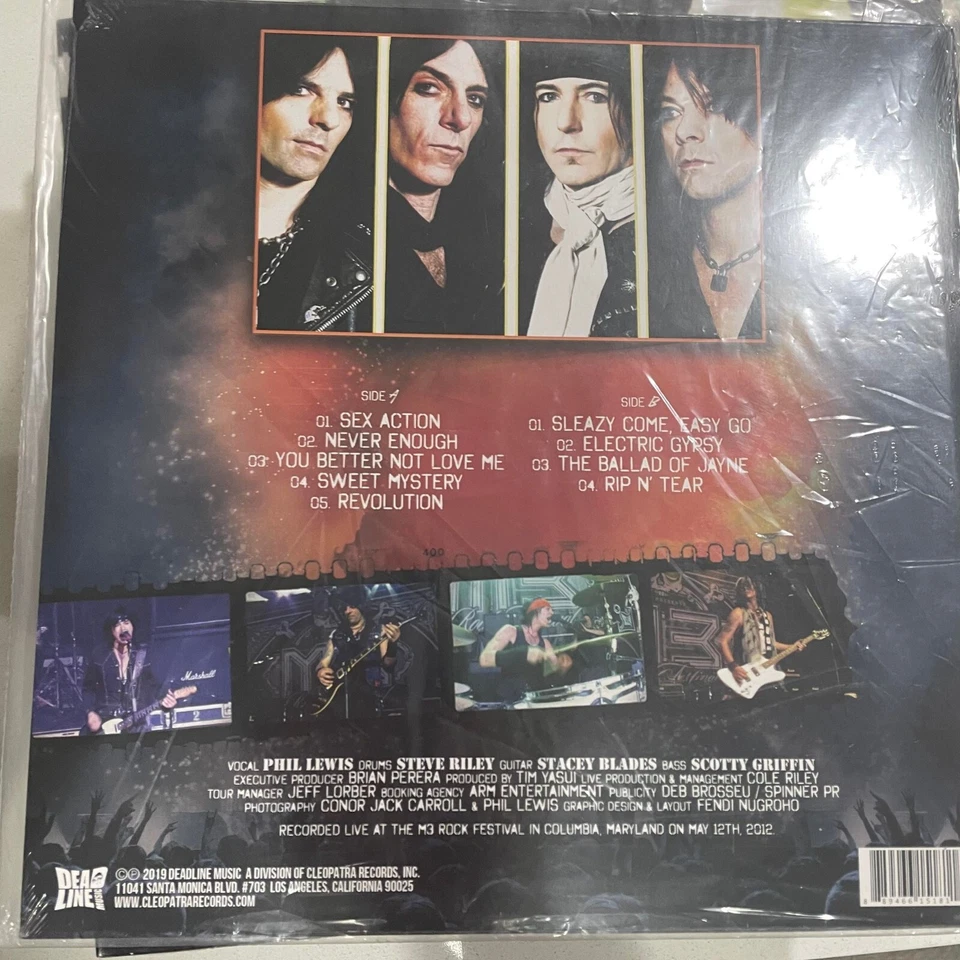 SIDE A
01. SEX ACTION
02. NEVER ENOUGH
03. YOU BETTER NOT LOVE ME
04. SWEET MYSTERY
05. REVOLUTION
SIDE B
01. SLEAZY COME, EASY GO
02. ELECTRIC GYPSY
03. THE BALLAD OF JAYNE
04. RIP N' TEAR
400
Marshall
2
M3
VOCAL PHIL LEWIS DRUMS STEVE RILEY GUITAR STACEY BLADES BASS SCOTTY GRIFFIN
EXECUTIVE PRODUCER BRIAN PERERA PRODUCED BY TIM YASUI LIVE PRODUCTION & MANAGEMENT COLE RILEY
TOUR MANAGER JEFF LORBER BOOKING AGENCY ARM ENTERTAINMENT PUBLICITY DEB BROSSEU / SPINNER PR
PHOTOGRAPHY CONOR JACK CARROLL & PHIL LEWIS GRAPHIC DESIGN & LAYOUT FENDI NUGROHO
RECORDED LIVE AT THE M3 ROCK FESTIVAL IN COLUMBIA, MARYLAND ON MAY 12TH, 2012.
DEADLINE MUSIC
©℗ 2019 DEADLINE MUSIC A DIVISION OF CLEOPATRA RECORDS, INC.
11041 SANTA MONICA BLVD. #703 LOS ANGELES, CALIFORNIA 90025
WWW.CLEOPATRARECORDS.COM